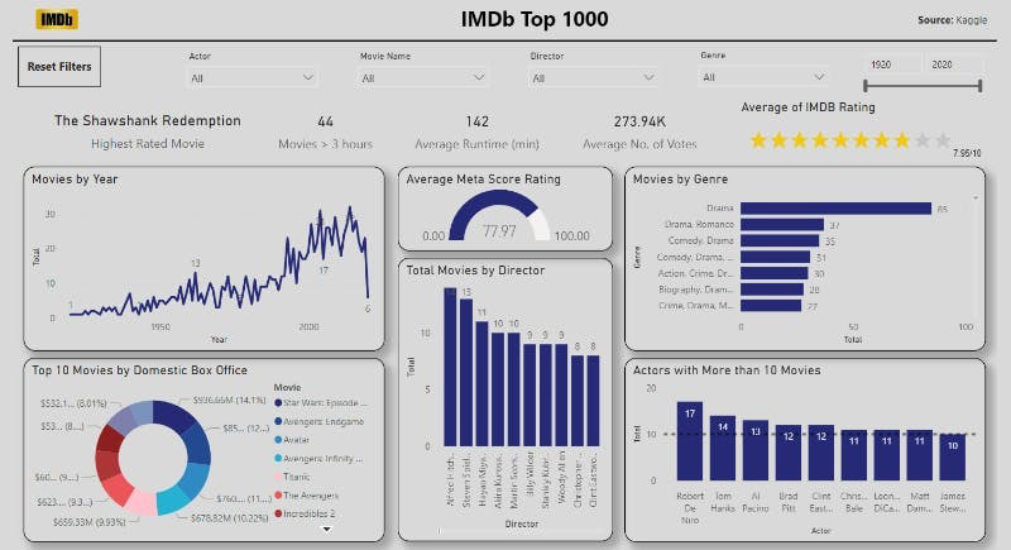 IMDb
IMDb Top 1000
Source: Kaggle
Reset Filters
Actor
All
Movie Name
All
Director
All
Genre
All
1920 2020
The Shawshank Redemption
Highest Rated Movie
44
Movies > 3 hours
142
Average Runtime (min)
273.94K
Average No. of Votes
Average of IMDB Rating
7.95/10
Movies by Year
Total
30
20
10
0
1
13
17
6
1950 2000
Year
Average Meta Score Rating
0.00 77.97 100.00
Movies by Genre
Genre
Drama 85
Drama, Romance 37
Comedy, Drama 35
Comedy, Drama, ... 31
Action, Crime, Dr... 30
Biography, Dram... 28
Crime, Drama, M... 27
0 50 100
Total
Total Movies by Director
Total
10
5
0
13 11 10 10 9 9 9 8 8
Alfred Hitch...
Steven Spiel...
Hayao Miya...
Akira Kurosa...
Martin Scors...
Billy Wilder
Stanley Kubr...
Woody Allen
Christopher ...
Clint Eastwo...
Director
Top 10 Movies by Domestic Box Office
$936.66M (14.1%)
$85... (12...)
$760.... (11...)
$678.82M (10.22%)
$659.33M (9.93%)
$623.... (9.3...)
$60... (9...)
$53... (8...)
$532.1... (8.01%)
Movie
Star Wars: Episode ...
Avengers: Endgame
Avatar
Avengers: Infinity ...
Titanic
The Avengers
Incredibles 2
Actors with More than 10 Movies
Total
20
10
0
17 14 13 12 12 11 11 11 10
Robert De Niro
Tom Hanks
Al Pacino
Brad Pitt
Clint East...
Chris... Bale
Leon... DiCa...
Matt Dam...
James Stew...
Actor